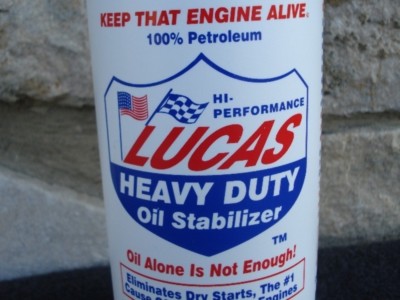 KEEP THAT ENGINE ALIVE.
100% Petroleum
HI-
PERFORMANCE
LUCAS
HEAVY DUTY
Oil Stabilizer
TM
Oil Alone Is Not Enough!
Eliminates Dry Starts, The #1
Engines